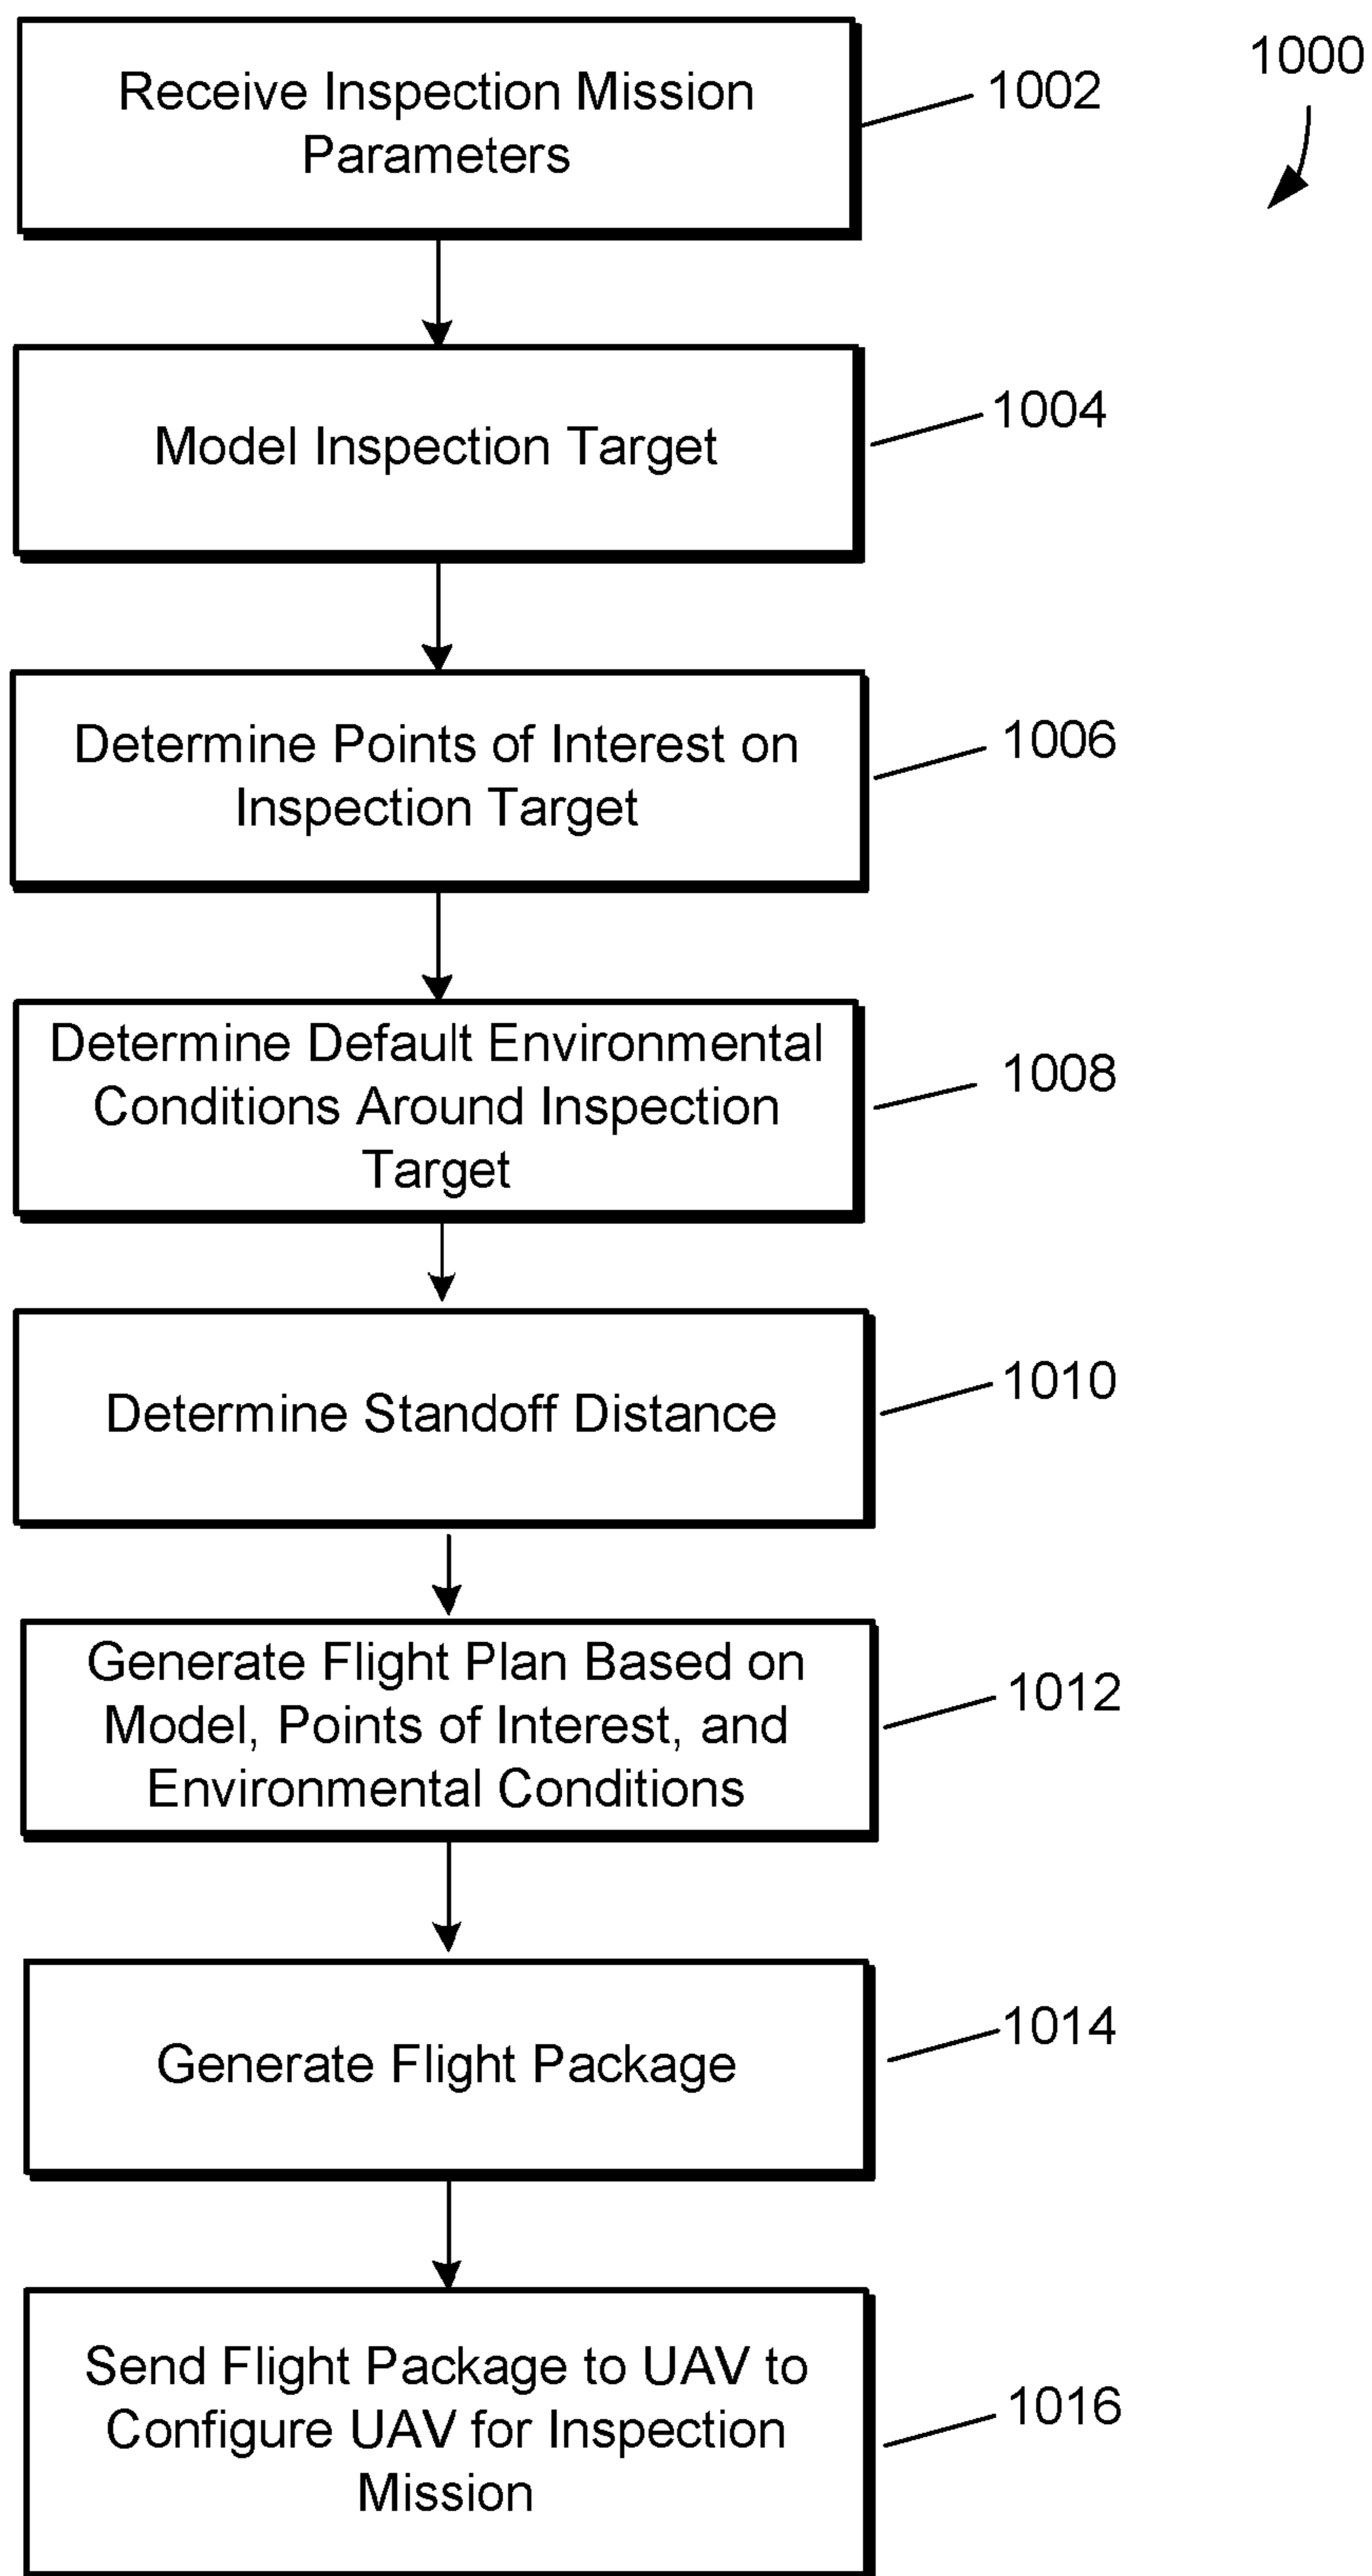 1000
Receive Inspection Mission
Parameters
1002
Model Inspection Target
1004
Determine Points of Interest on
Inspection Target
1006
Determine Default Environmental
Conditions Around Inspection
Target
1008
Determine Standoff Distance
1010
Generate Flight Plan Based on
Model, Points of Interest, and
Environmental Conditions
1012
Generate Flight Package
1014
Send Flight Package to UAV to
Configure UAV for Inspection
Mission
1016